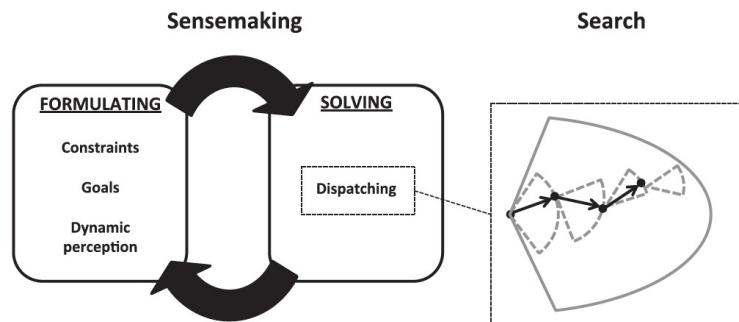 Sensemaking
Search
FORMULATING
Constraints
Goals
Dynamic
perception
SOLVING
Dispatching